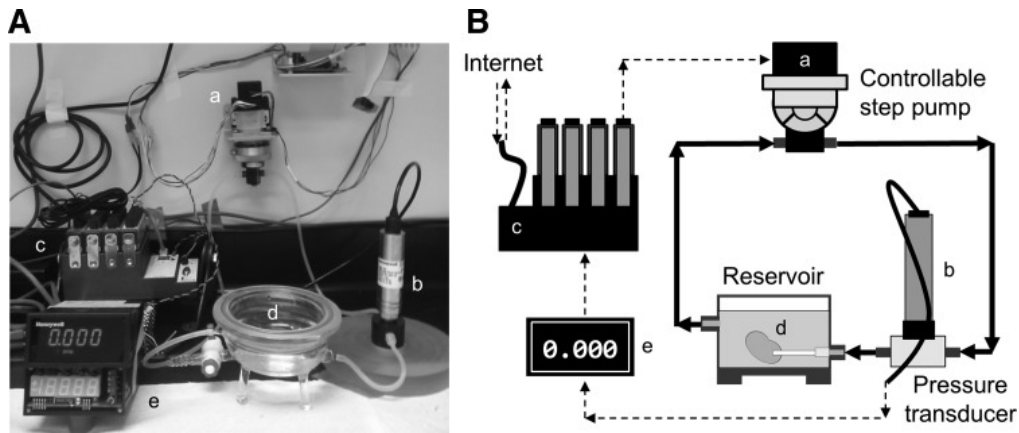 A
B
a
b
c
d
e
Honeywell
0.000
Internet
a
Controllable
step pump
c
b
Reservoir
d
0.000
e
Pressure
transducer